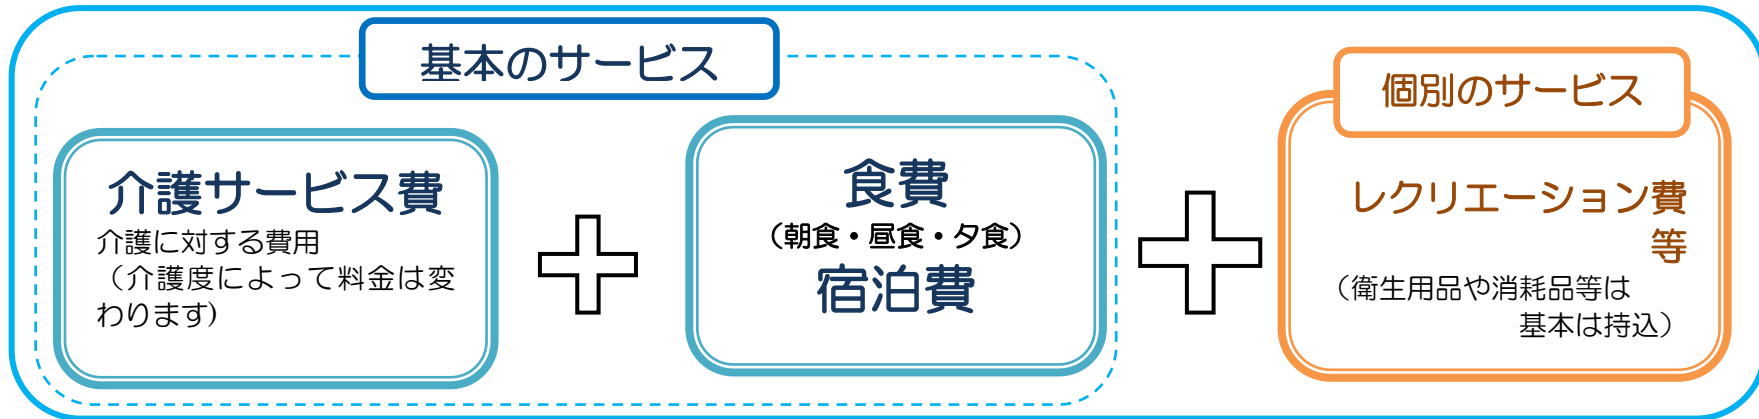 基本のサービス
介護サービス費
介護に対する費用
（介護度によって料金は変
わります)
食費
（朝食・昼食・夕食）
宿泊費
個別のサービス
レクリエーション費
等
（衛生用品や消耗品等は
基本は持込）